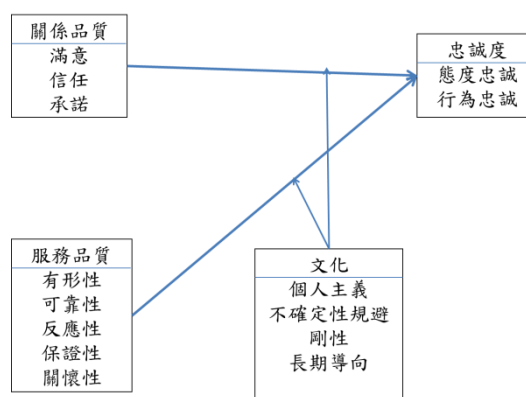 關係品質
滿意
信任
承諾
忠誠度
態度忠誠
行為忠誠
服務品質
有形性
可靠性
反應性
保證性
關懷性
文化
個人主義
不確定性規避
剛性
長期導向